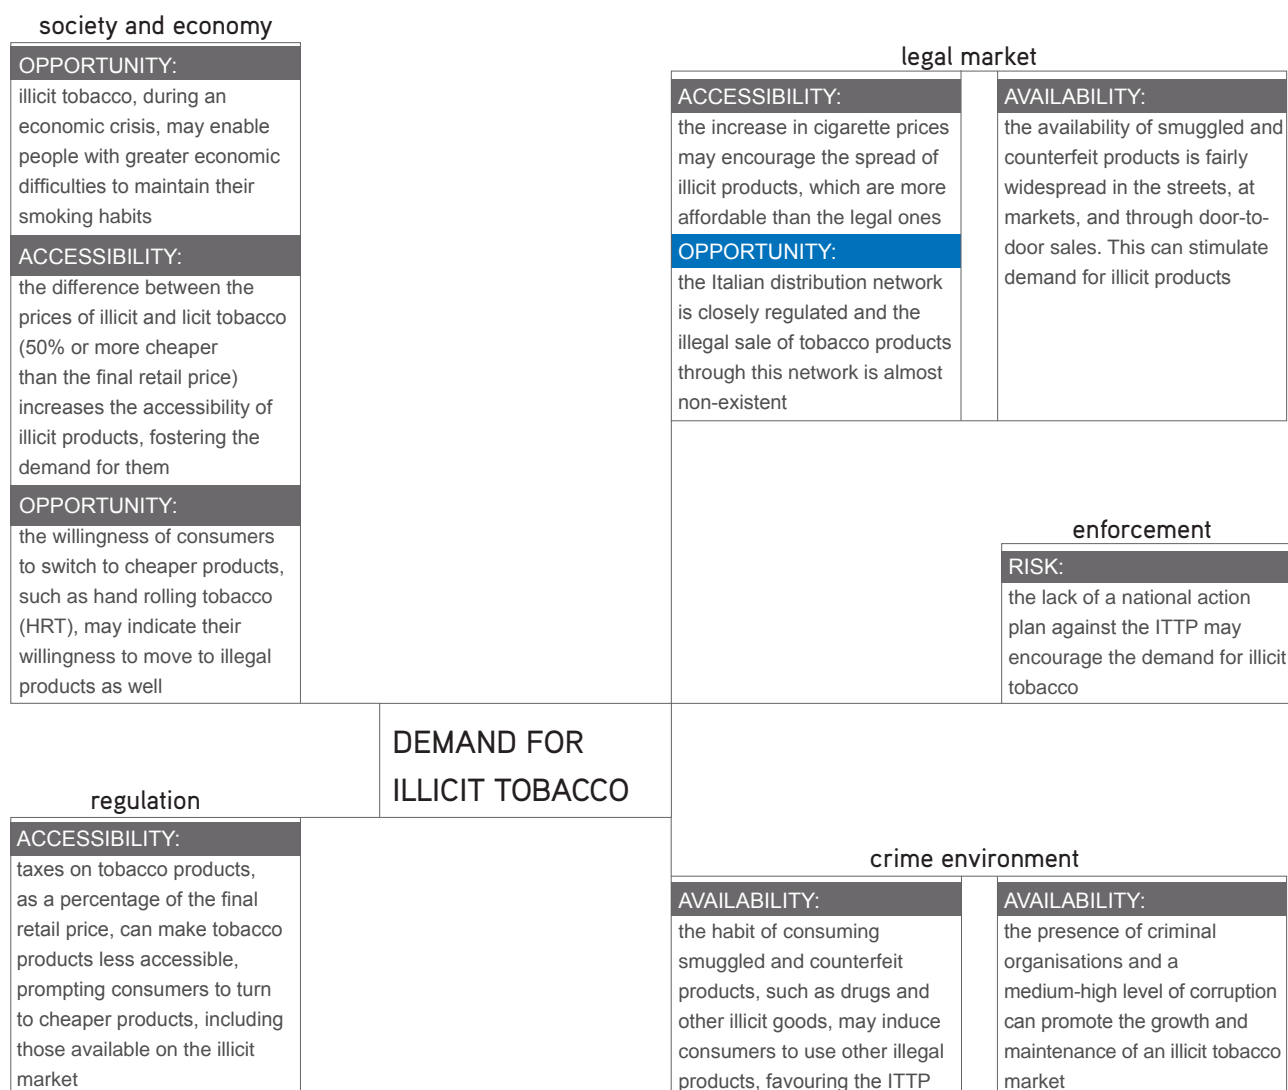 society and economy
OPPORTUNITY:
illicit tobacco, during an
economic crisis, may enable
people with greater economic
difficulties to maintain their
smoking habits
ACCESSIBILITY:
the difference between the
prices of illicit and licit tobacco
(50% or more cheaper
than the final retail price)
increases the accessibility of
illicit products, fostering the
demand for them
OPPORTUNITY:
the willingness of consumers
to switch to cheaper products,
such as hand rolling tobacco
(HRT), may indicate their
willingness to move to illegal
products as well
legal market
ACCESSIBILITY:
the increase in cigarette prices
may encourage the spread of
illicit products, which are more
affordable than the legal ones
OPPORTUNITY:
the Italian distribution network
is closely regulated and the
illegal sale of tobacco products
through this network is almost
non-existent
AVAILABILITY:
the availability of smuggled and
counterfeit products is fairly
widespread in the streets, at
markets, and through door-to-
door sales. This can stimulate
demand for illicit products
enforcement
RISK:
the lack of a national action
plan against the ITTP may
encourage the demand for illicit
tobacco
DEMAND FOR
ILLICIT TOBACCO
regulation
ACCESSIBILITY:
taxes on tobacco products,
as a percentage of the final
retail price, can make tobacco
products less accessible,
prompting consumers to turn
to cheaper products, including
those available on the illicit
market
crime environment
AVAILABILITY:
the habit of consuming
smuggled and counterfeit
products, such as drugs and
other illicit goods, may induce
consumers to use other illegal
products, favouring the ITTP
AVAILABILITY:
the presence of criminal
organisations and a
medium-high level of corruption
can promote the growth and
maintenance of an illicit tobacco
market